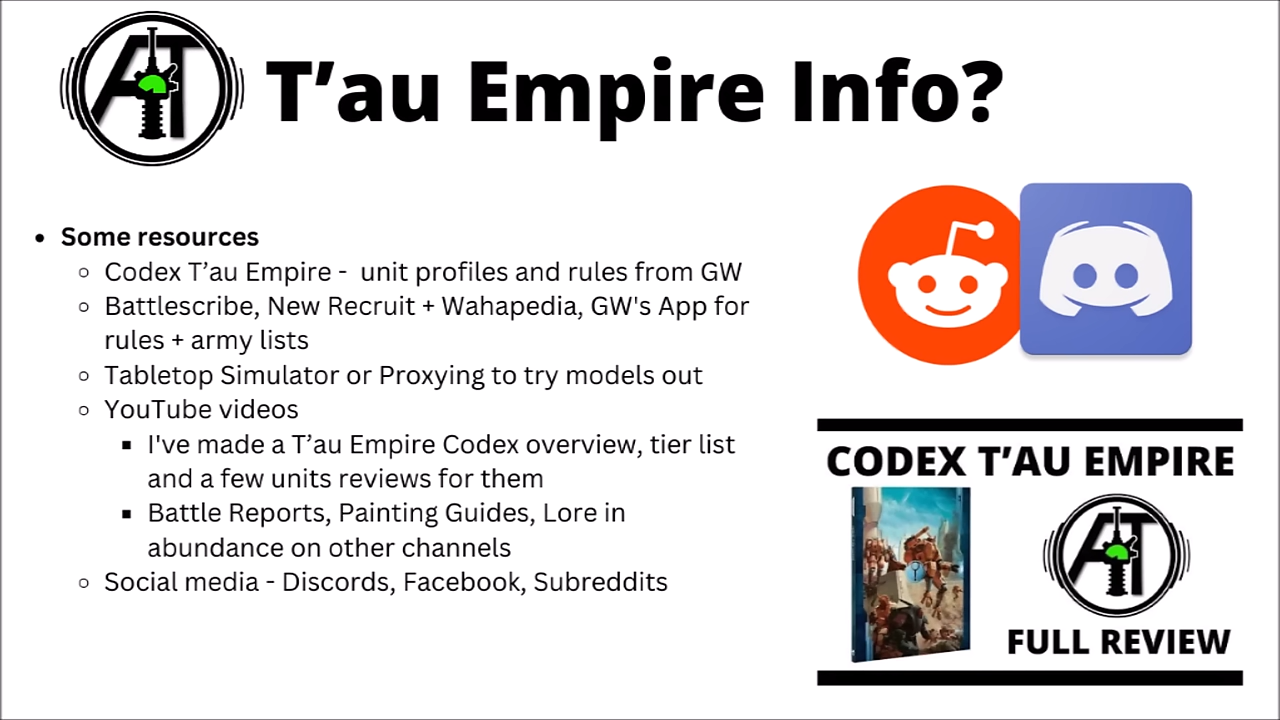 AT
T’au Empire Info?
Some resources
Codex T’au Empire -  unit profiles and rules from GW
Battlescribe, New Recruit + Wahapedia, GW's App for
rules + army lists
Tabletop Simulator or Proxying to try models out
YouTube videos
I've made a T’au Empire Codex overview, tier list
and a few units reviews for them
Battle Reports, Painting Guides, Lore in
abundance on other channels
Social media - Discords, Facebook, Subreddits
CODEX T’AU EMPIRE
AT
FULL REVIEW